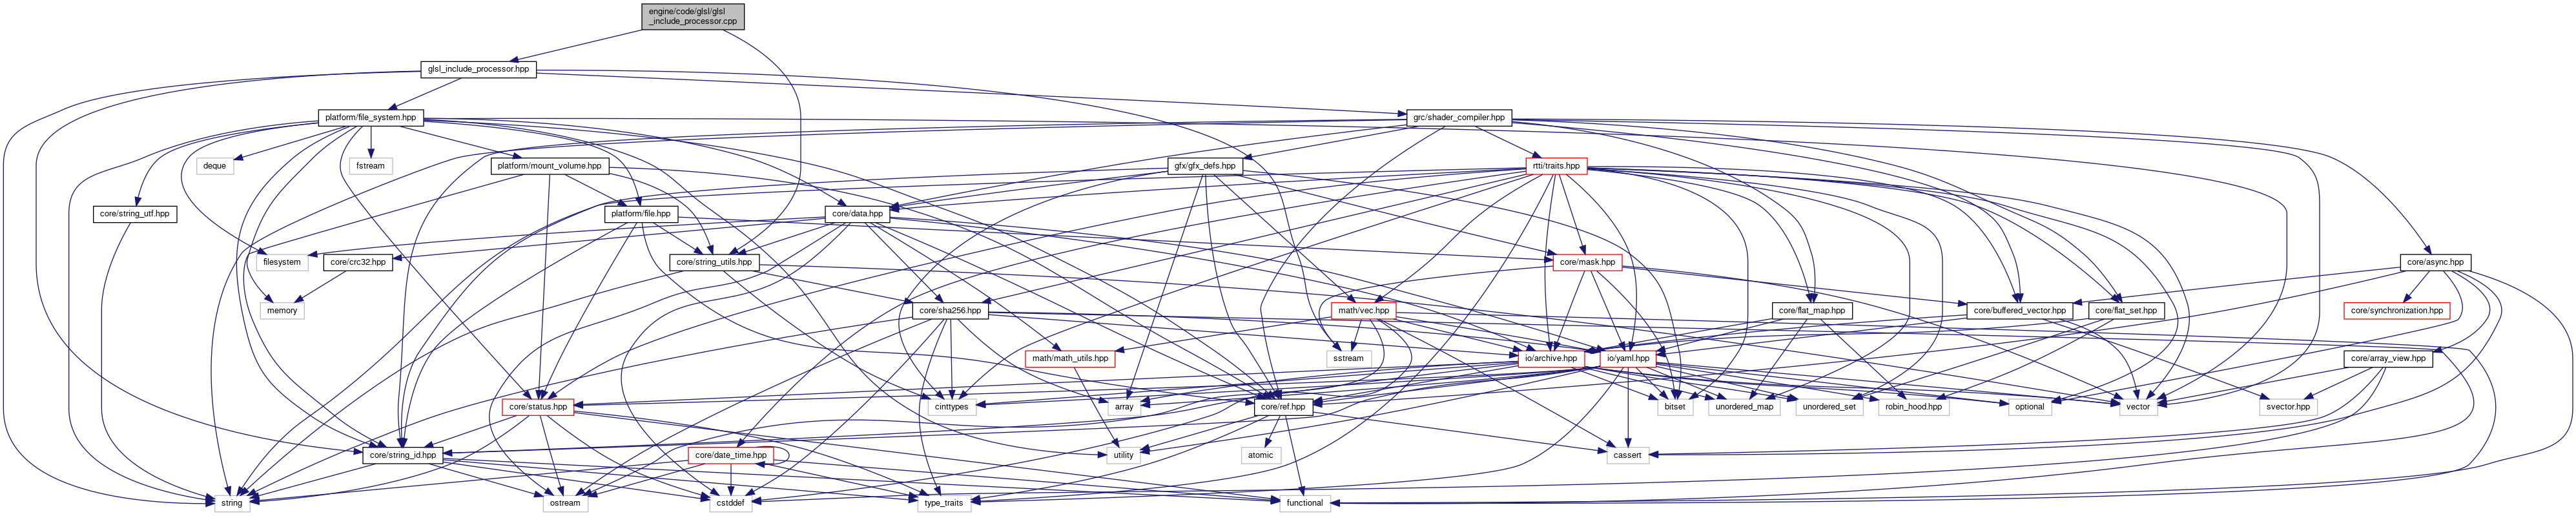 engine/code/glsl/glsl
_include_processor.cpp
glsl_include_processor.hpp
platform/file_system.hpp
grc/shader_compiler.hpp
deque
fstream
platform/mount_volume.hpp
gfx/gfx_defs.hpp
rtti/traits.hpp
core/string_utf.hpp
platform/file.hpp
core/data.hpp
filesystem
core/crc32.hpp
core/string_utils.hpp
core/mask.hpp
core/async.hpp
memory
core/sha256.hpp
math/vec.hpp
core/flat_map.hpp
core/buffered_vector.hpp
core/flat_set.hpp
core/synchronization.hpp
math/math_utils.hpp
sstream
io/archive.hpp
io/yaml.hpp
core/array_view.hpp
core/status.hpp
cinttypes
array
core/ref.hpp
bitset
unordered_map
unordered_set
robin_hood.hpp
optional
vector
svector.hpp
core/string_id.hpp
core/date_time.hpp
utility
atomic
cassert
string
ostream
cstddef
type_traits
functional